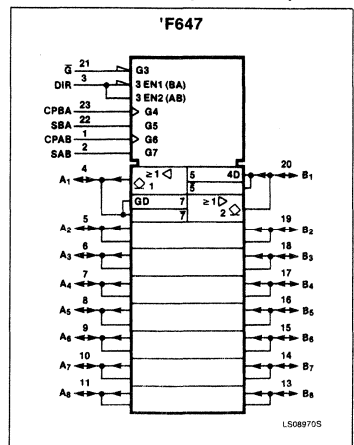 'F647
G̅ 21 G3
DIR 3 3 EN1 (BA)
3 EN2 (AB)
CPBA 23 G4
SBA 22 G5
CPAB 1 G6
SAB 2 G7
A1 4 ≥1 1 5 4D 20 B1
5̅
GD 7 ≥1 2
7̅
A2 5 19 B2
A3 6 18 B3
A4 7 17 B4
A5 8 16 B5
A6 9 15 B6
A7 10 14 B7
A8 11 13 B8
LS08970S